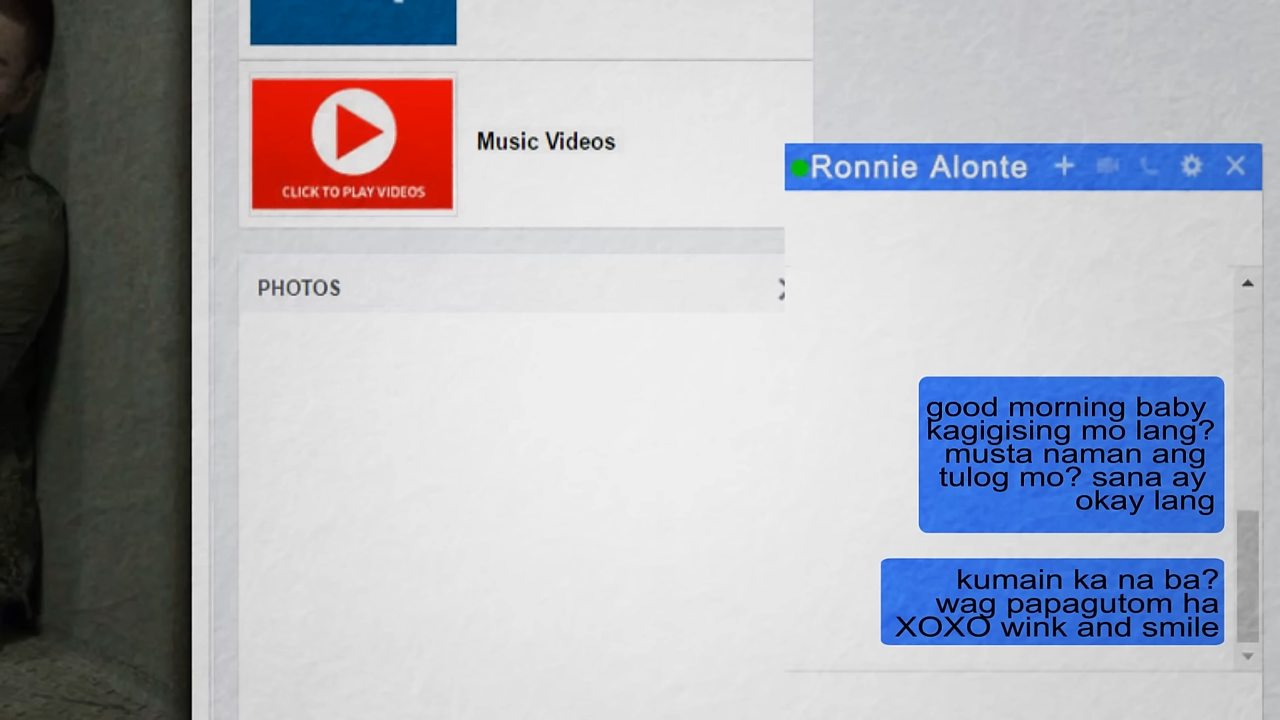 Music Videos
CLICK TO PLAY VIDEOS
PHOTOS
Ronnie Alonte
good morning baby
kagigising mo lang?
musta naman ang
tulog mo? sana ay
okay lang
kumain ka na ba?
wag papagutom ha
XOXO wink and smile